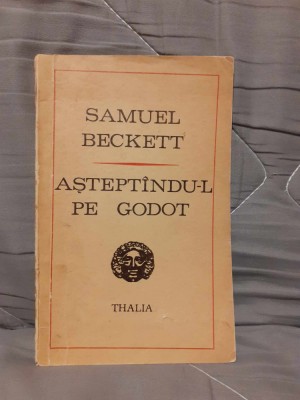 SAMUEL
BECKETT
AȘTEPTÎNDU-L
PE GODOT
THALIA